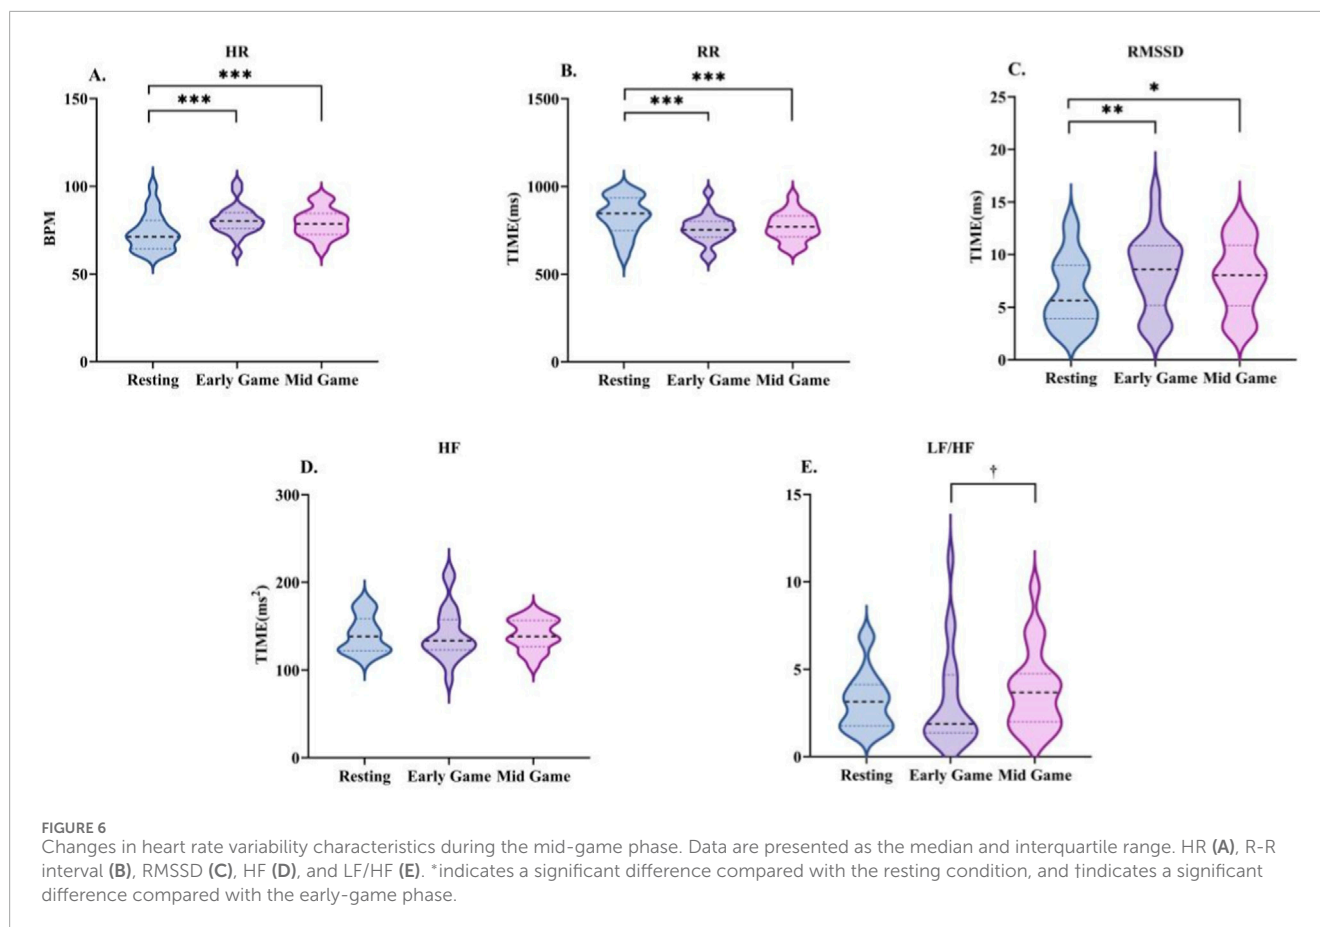 HR
A.
***
***
150
100
50
0
BPM
Resting Early Game Mid Game
RR
B.
***
***
1500
1000
500
0
TIME(ms)
Resting Early Game Mid Game
RMSSD
C.
*
**
25
20
15
10
5
0
TIME(ms)
Resting Early Game Mid Game
HF
D.
300
200
100
0
TIME(ms²)
Resting Early Game Mid Game
LF/HF
E.
†
15
10
5
0
Resting Early Game Mid Game
FIGURE 6
Changes in heart rate variability characteristics during the mid-game phase. Data are presented as the median and interquartile range. HR (A), R-R
interval (B), RMSSD (C), HF (D), and LF/HF (E). *indicates a significant difference compared with the resting condition, and †indicates a significant
difference compared with the early-game phase.